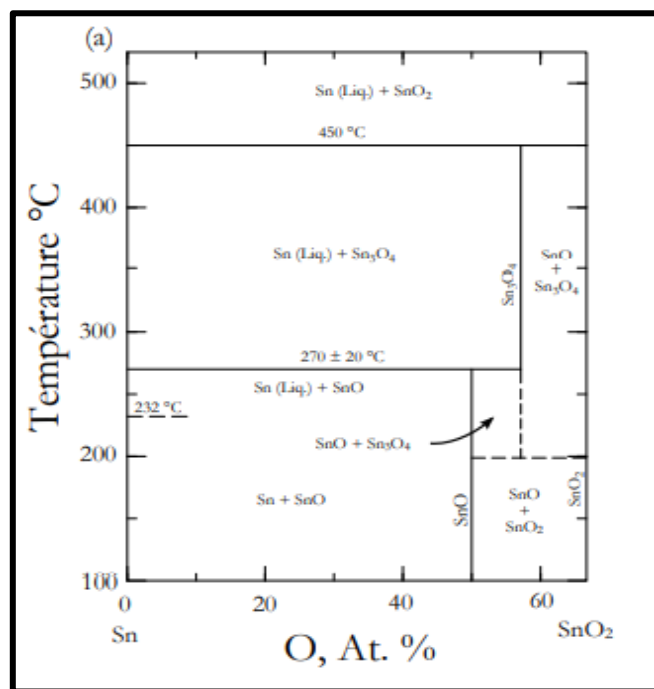 (a)
500
Sn (Liq.) + SnO₂
450 °C
Température °C
400
Sn (Liq.) + Sn₃O₄
Sn₃O₄
SnO
+
Sn₃O₄
300
270 ± 20 °C
Sn (Liq.) + SnO
232 °C
SnO + Sn₃O₄
200
Sn + SnO
SnO
SnO
+
SnO₂
SnO₂
100
0
20
40
60
Sn
O, At. %
SnO₂